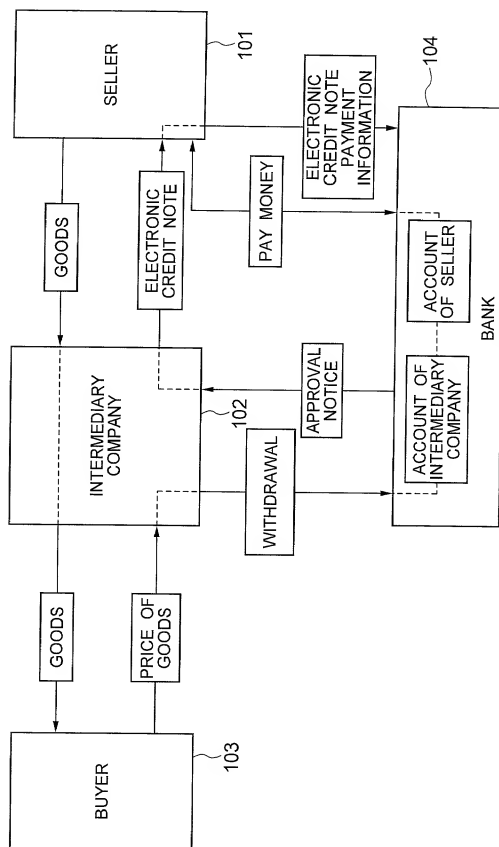 BUYER
103
GOODS
PRICE OF
GOODS
INTERMEDIARY
COMPANY
102
GOODS
ELECTRONIC
CREDIT NOTE
SELLER
101
WITHDRAWAL
APPROVAL
NOTICE
PAY MONEY
ELECTRONIC
CREDIT NOTE
PAYMENT
INFORMATION
104
ACCOUNT OF
INTERMEDIARY
COMPANY
ACCOUNT
OF SELLER
BANK